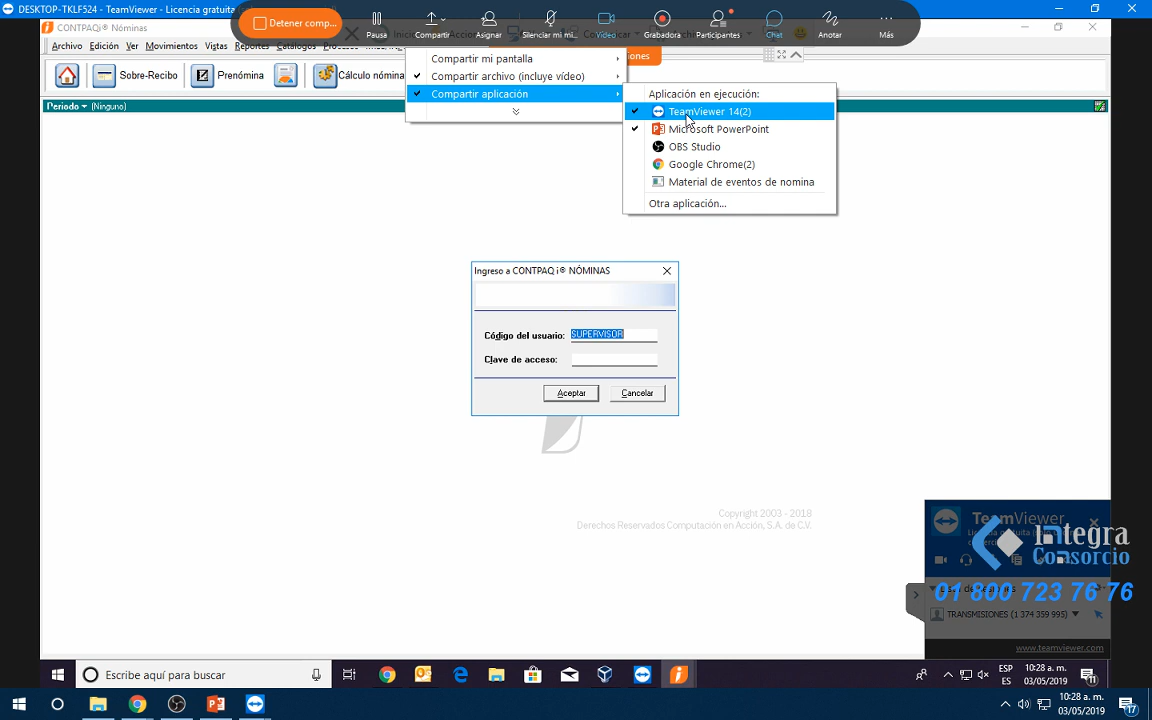 DESKTOP-TKLF524 - TeamViewer - Licencia gratuita
Detener comp...
Pausa
Compartir
Asignar
Silenciar mi mi...
Vídeo
Grabadora
Participantes
Chat
Anotar
Más
CONTPAQi® Nóminas
Archivo Edición Ver Movimientos Vistas Reportes Catálogos
Compartir mi pantalla
Compartir archivo (incluye vídeo)
Compartir aplicación
Sobre-Recibo
Prenómina
Cálculo nómina
Periodo
(Ninguno)
Aplicación en ejecución:
TeamViewer 14(2)
Microsoft PowerPoint
OBS Studio
Google Chrome(2)
Material de eventos de nomina
Otra aplicación...
Ingreso a CONTPAQ i® NÓMINAS
Código del usuario: SUPERVISOR
Clave de acceso:
Aceptar
Cancelar
Copyright 2003 - 2018
Derechos Reservados Computación en Acción, S.A. de C.V.
TeamViewer
Integra
Consorcio
01 800 723 76 76
TRANSMISIONES (1 374 359 995)
www.teamviewer.com
Escribe aquí para buscar
ESP
ES
10:28 a. m.
03/05/2019
11
10:28 a. m.
03/05/2019
17